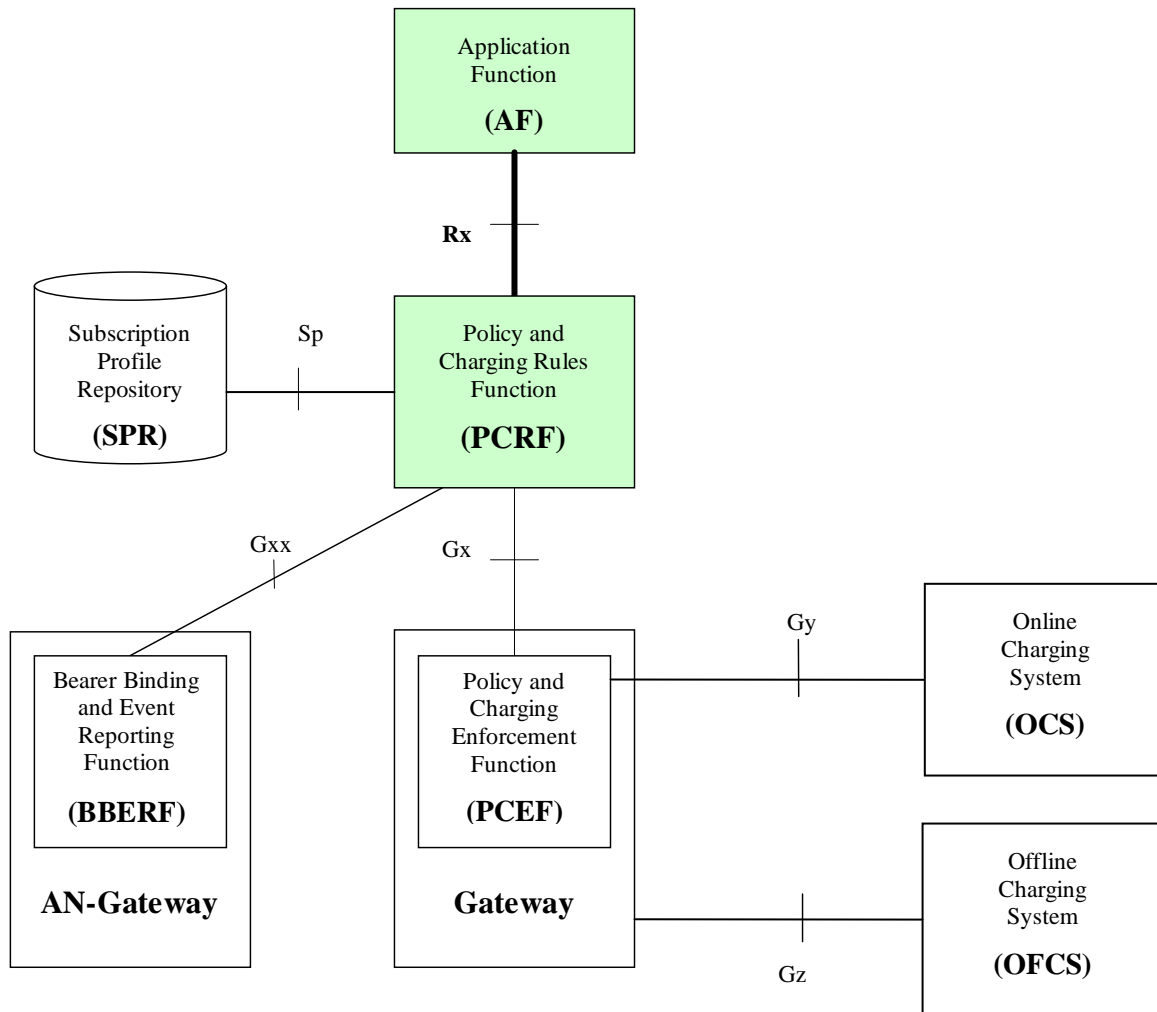 Application
Function
(AF)
Rx
Subscription
Profile
Repository
(SPR)
Sp
Policy and
Charging Rules
Function
(PCRF)
Gxx
Gx
Bearer Binding
and Event
Reporting
Function
(BBERF)
AN-Gateway
Policy and
Charging
Enforcement
Function
(PCEF)
Gateway
Gy
Online
Charging
System
(OCS)
Gz
Offline
Charging
System
(OFCS)